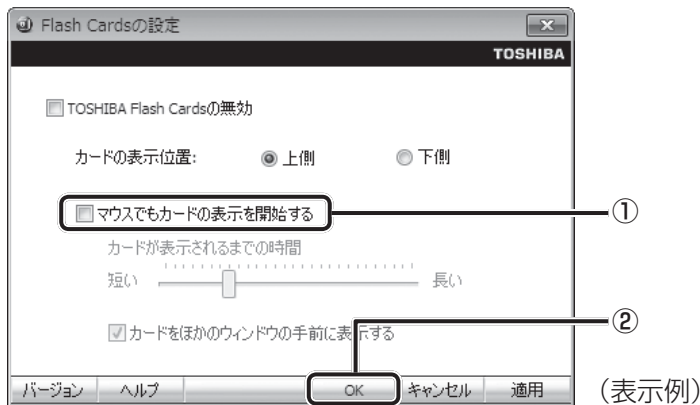 Flash Cardsの設定
TOSHIBA
TOSHIBA Flash Cardsの無効
カードの表示位置: 上側 下側
マウスでもカードの表示を開始する ①
カードが表示されるまでの時間
短い 長い
②
カードをほかのウィンドウの手前に表示する
バージョン ヘルプ OK キャンセル 適用 (表示例)